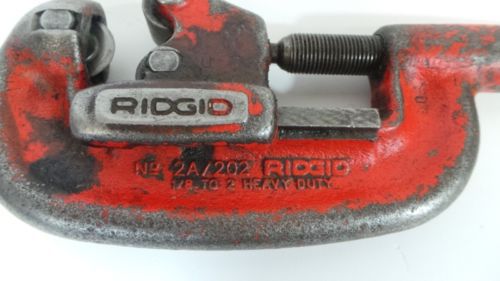 RIDGID
No 2A/202 RIDGID
1/8 TO 2 HEAVY DUTY